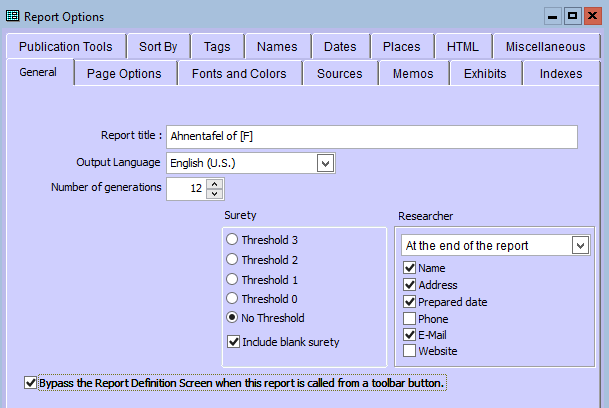 Report Options
Publication Tools Sort By Tags Names Dates Places HTML Miscellaneous
General Page Options Fonts and Colors Sources Memos Exhibits Indexes
Report title : Ahnentafel of [F]
Output Language English (U.S.)
Number of generations 12
Surety
Threshold 3
Threshold 2
Threshold 1
Threshold 0
No Threshold
Include blank surety
Researcher
At the end of the report
Name
Address
Prepared date
Phone
E-Mail
Website
Bypass the Report Definition Screen when this report is called from a toolbar button.